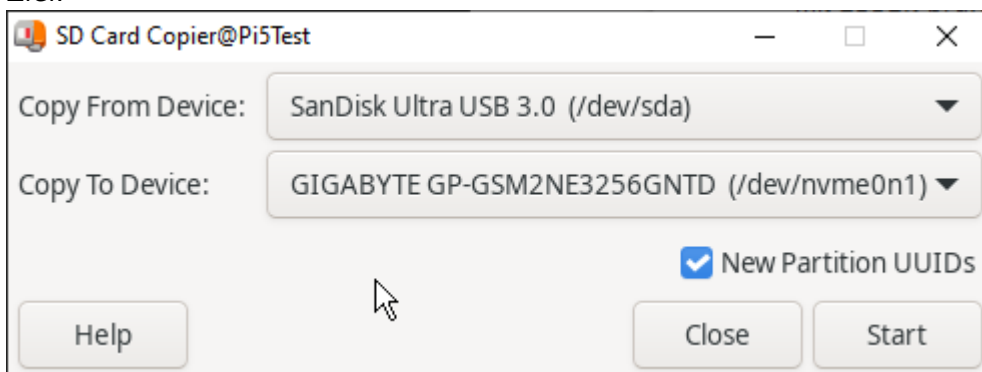 SD Card Copier@Pi5Test
Copy From Device: SanDisk Ultra USB 3.0 (/dev/sda)
Copy To Device: GIGABYTE GP-GSM2NE3256GNTD (/dev/nvme0n1)
New Partition UUIDs
Help Close Start